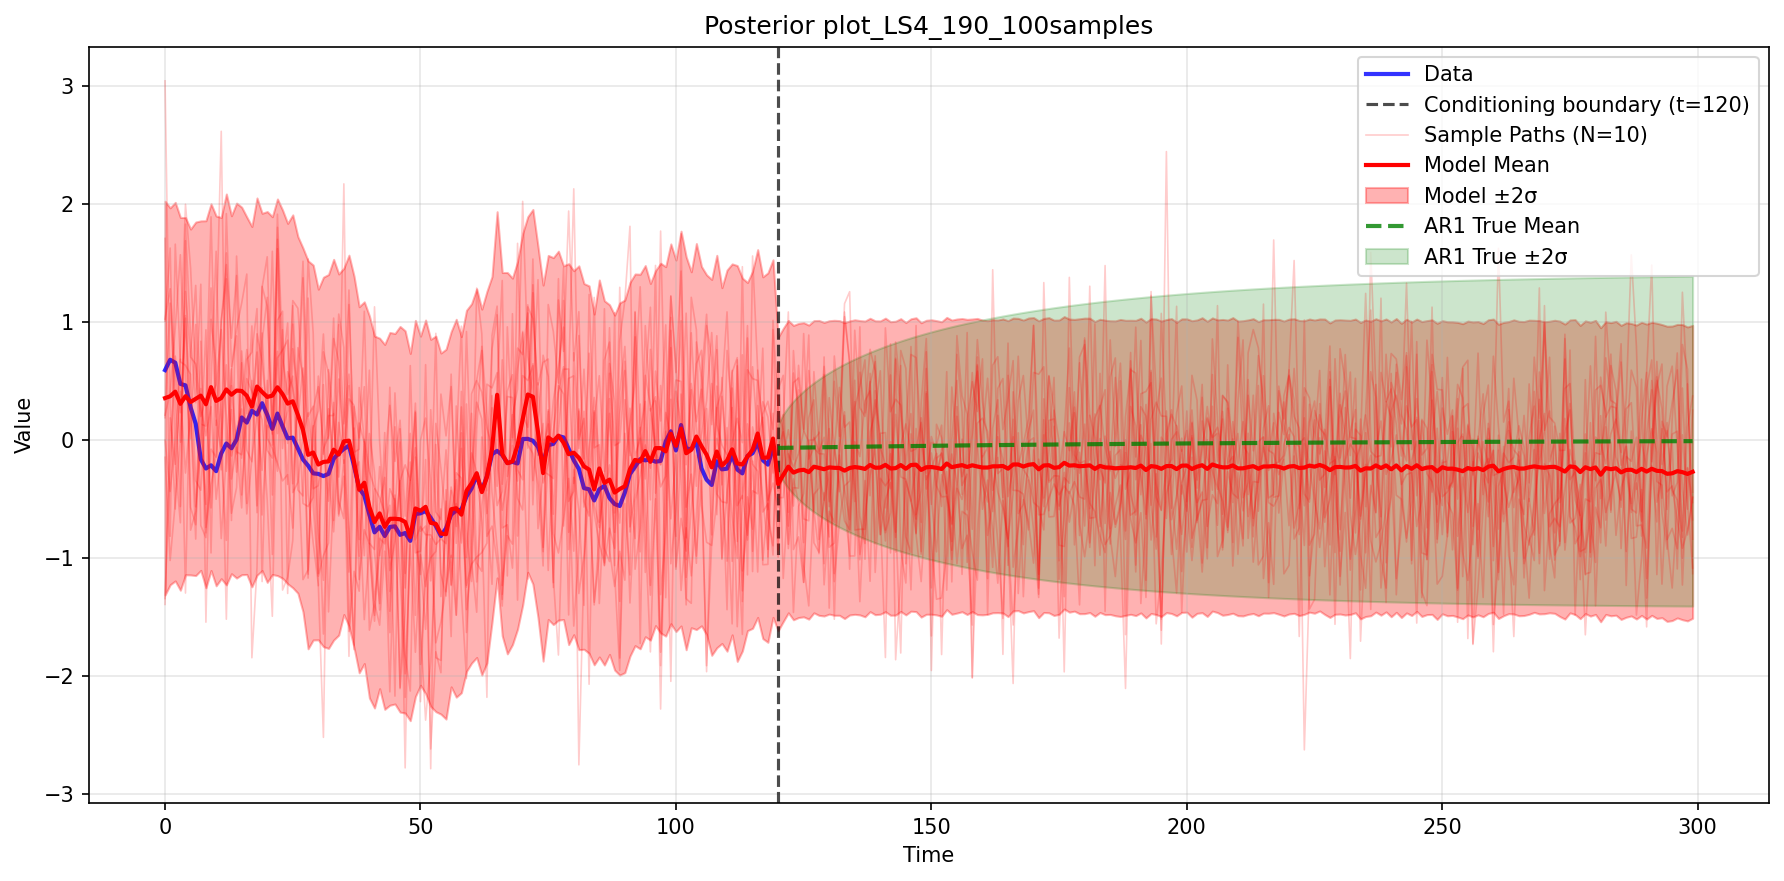 Posterior plot_LS4_190_100samples
Data
Conditioning boundary (t=120)
Sample Paths (N=10)
Model Mean
Model ±2σ
AR1 True Mean
AR1 True ±2σ
Value
3
2
1
0
−1
−2
−3
0 50 100 150 200 250 300
Time